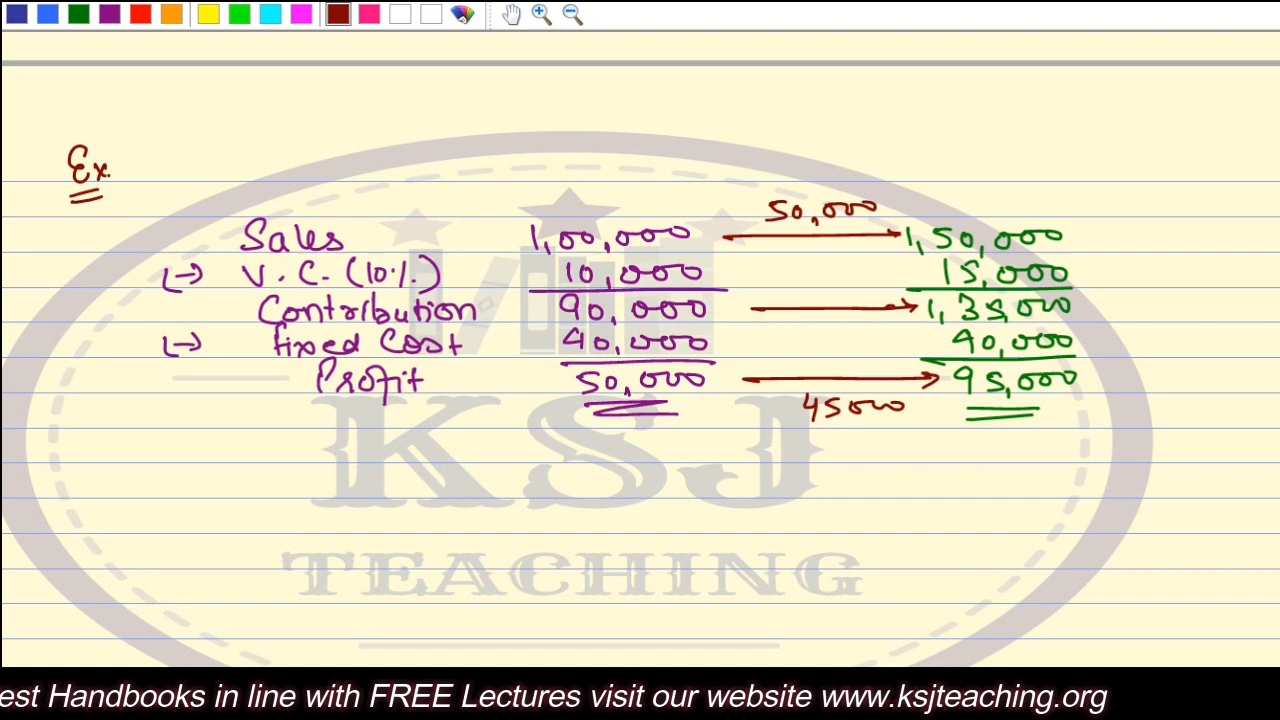 Ex.
50,000
Sales 1,00,000 1,50,000
V.C. (10%) 10,000 15,000
Contribution 90,000 1,35,000
Fixed Cost 40,000 40,000
Profit 50,000 95,000
45000
KSJ
TEACHING
est Handbooks in line with FREE Lectures visit our website www.ksjteaching.org